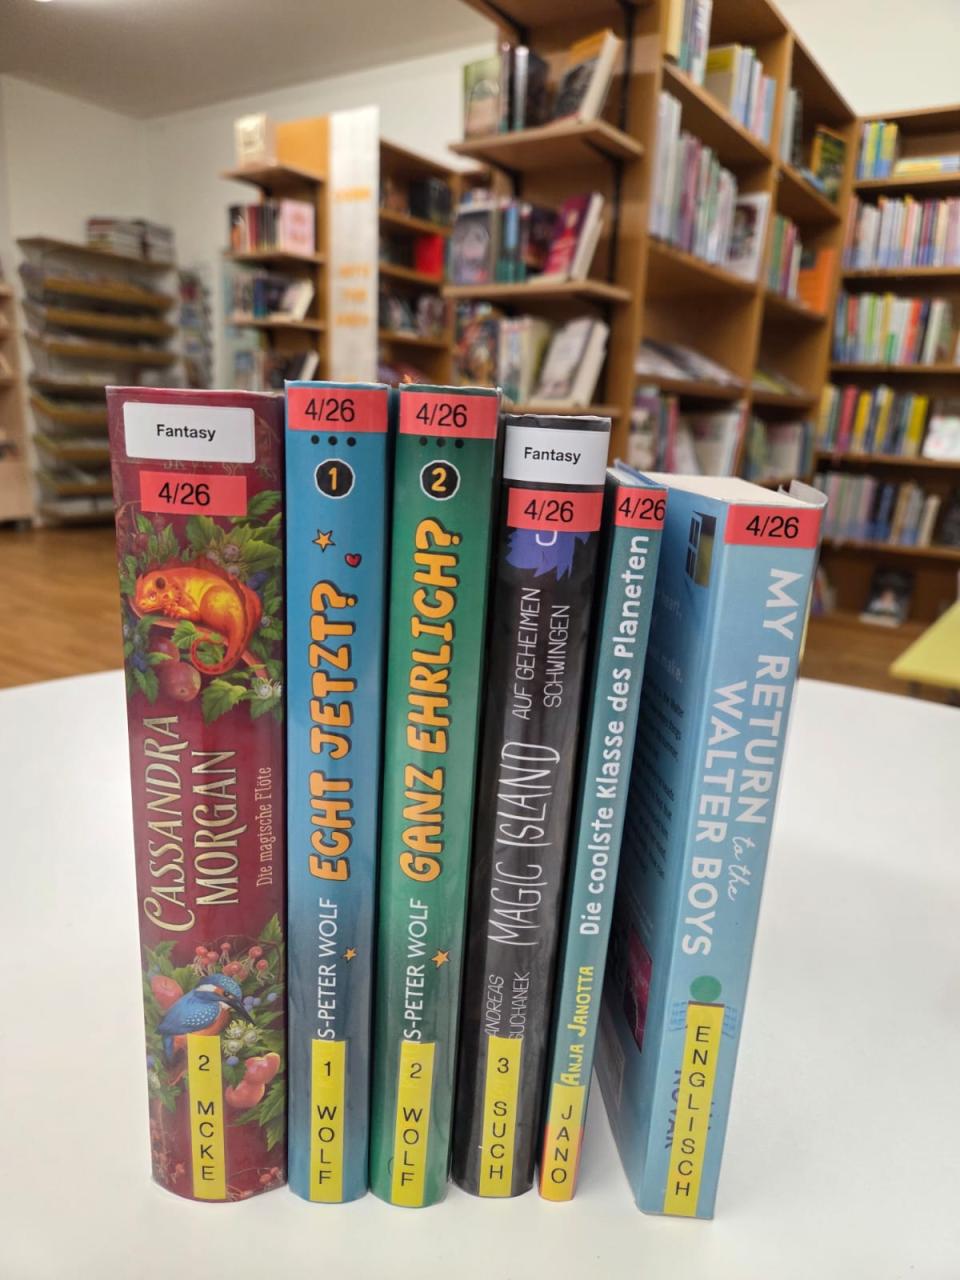 Fantasy
4/26
CASSANDRA
MORGAN
Die magische Flöte
2 MCKE
4/26
1
ECHT JETZT?
S-PETER WOLF
1 WOLF
4/26
2
GANZ EHRLICH?
S-PETER WOLF
2 WOLF
Fantasy
4/26
AUF GEHEIMEN
SCHWINGEN
MAGIC ISLAND
ANDREAS
SUCHANEK
3 SUCH
4/26
Die coolste Klasse des Planeten
Anja Janotta
JANO
4/26
MY RETURN
to the
WALTER BOYS
ENGLISCH